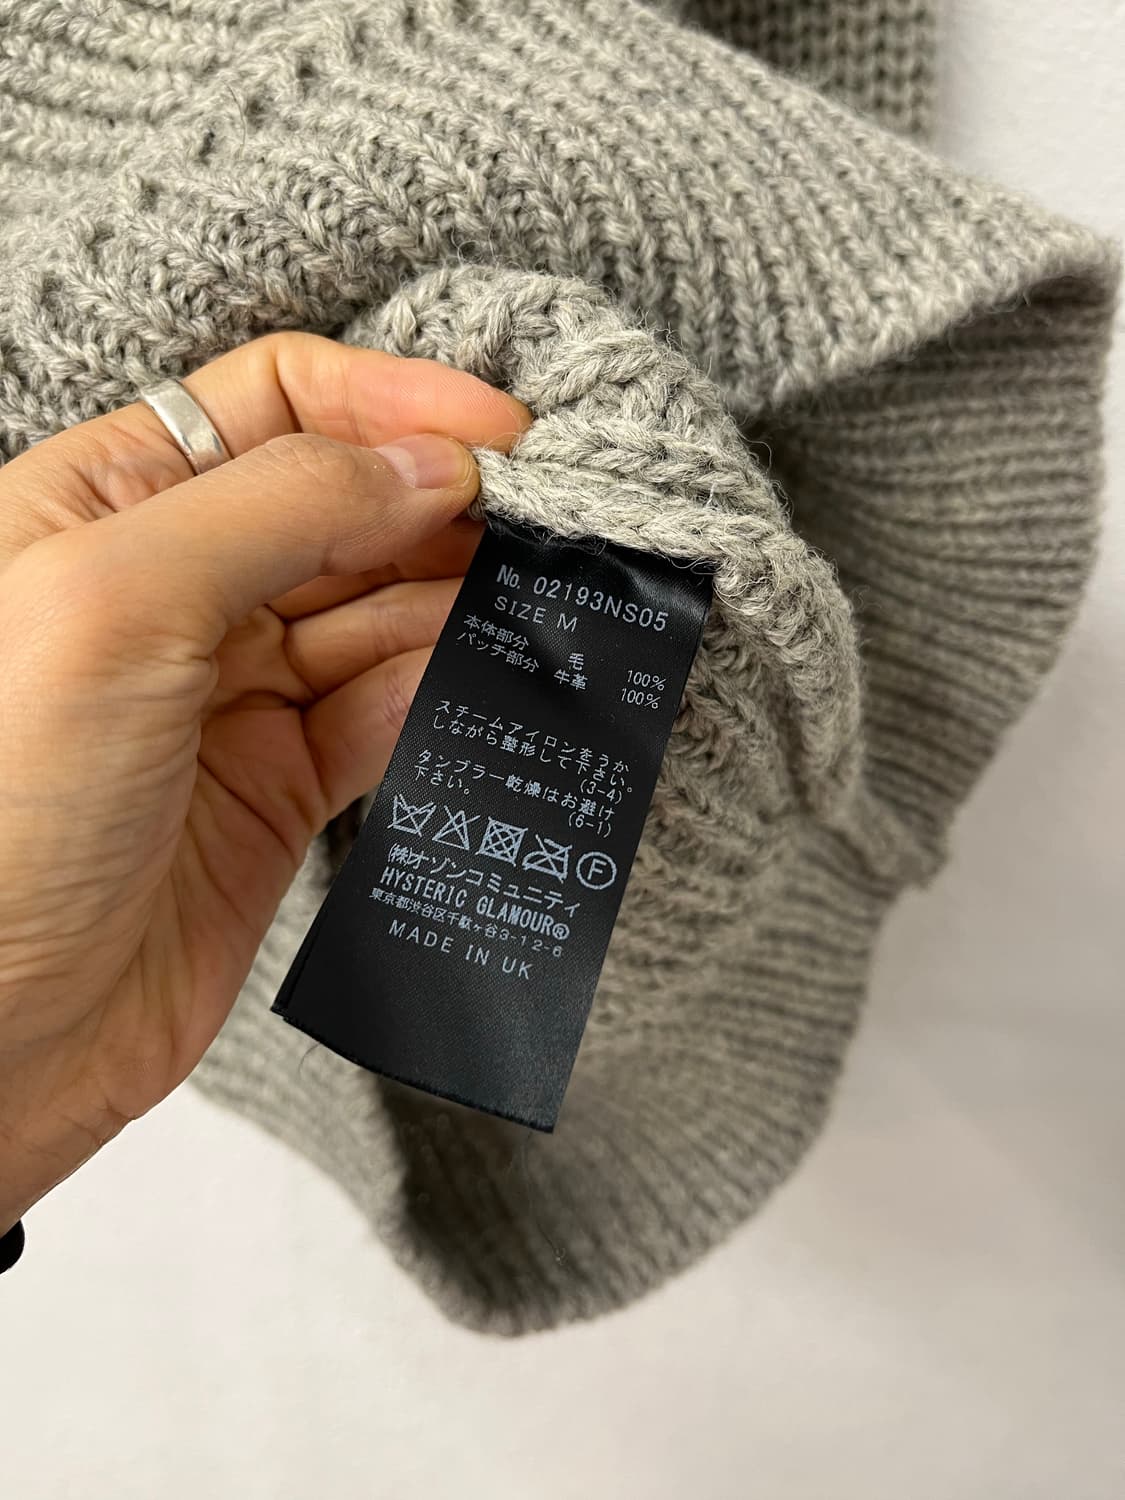 No. 02193NS05
SIZE M
本体部分 毛 100%
パッチ部分 牛革 100%
スチームアイロンをうか
しながら整形して下さい。
(3-4)
タンブラー乾燥はお避け
下さい。 (6-1)
F
(株)オゾンコミュニティ
HYSTERIC GLAMOUR®
東京都渋谷区千駄ヶ谷3-12-6
MADE IN UK